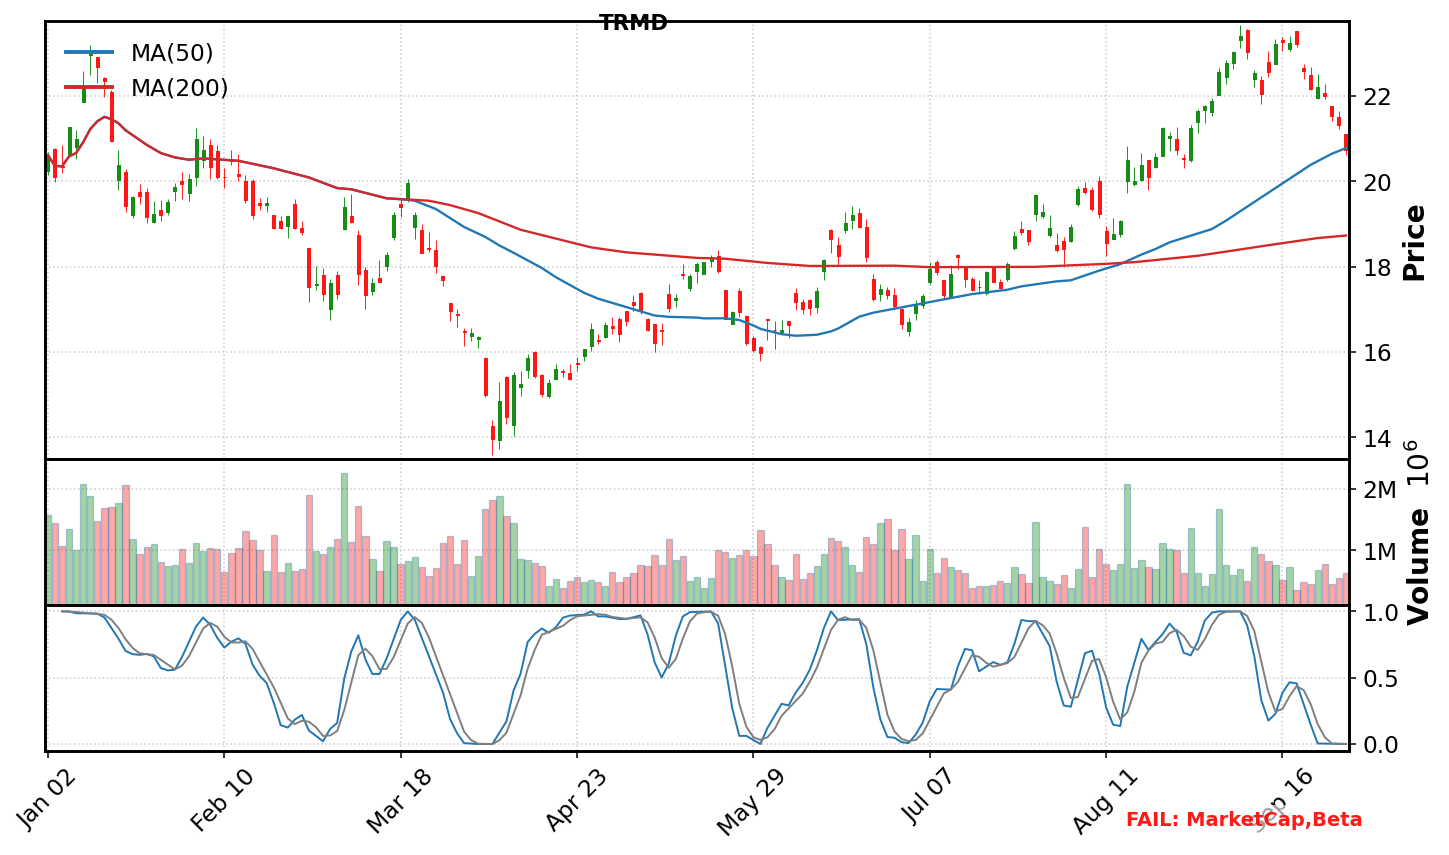 TRMD
MA(50)
MA(200)
22
20
18
16
14
Price
2M
1M
Volume 10^6
1.0
0.5
0.0
Jan 02
Feb 10
Mar 18
Apr 23
May 29
Jul 07
Aug 11
Sep 16
FAIL: MarketCap,Beta